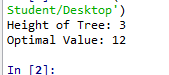 Student/Desktop')
Height of Tree: 3
Optimal Value: 12
In [2]: